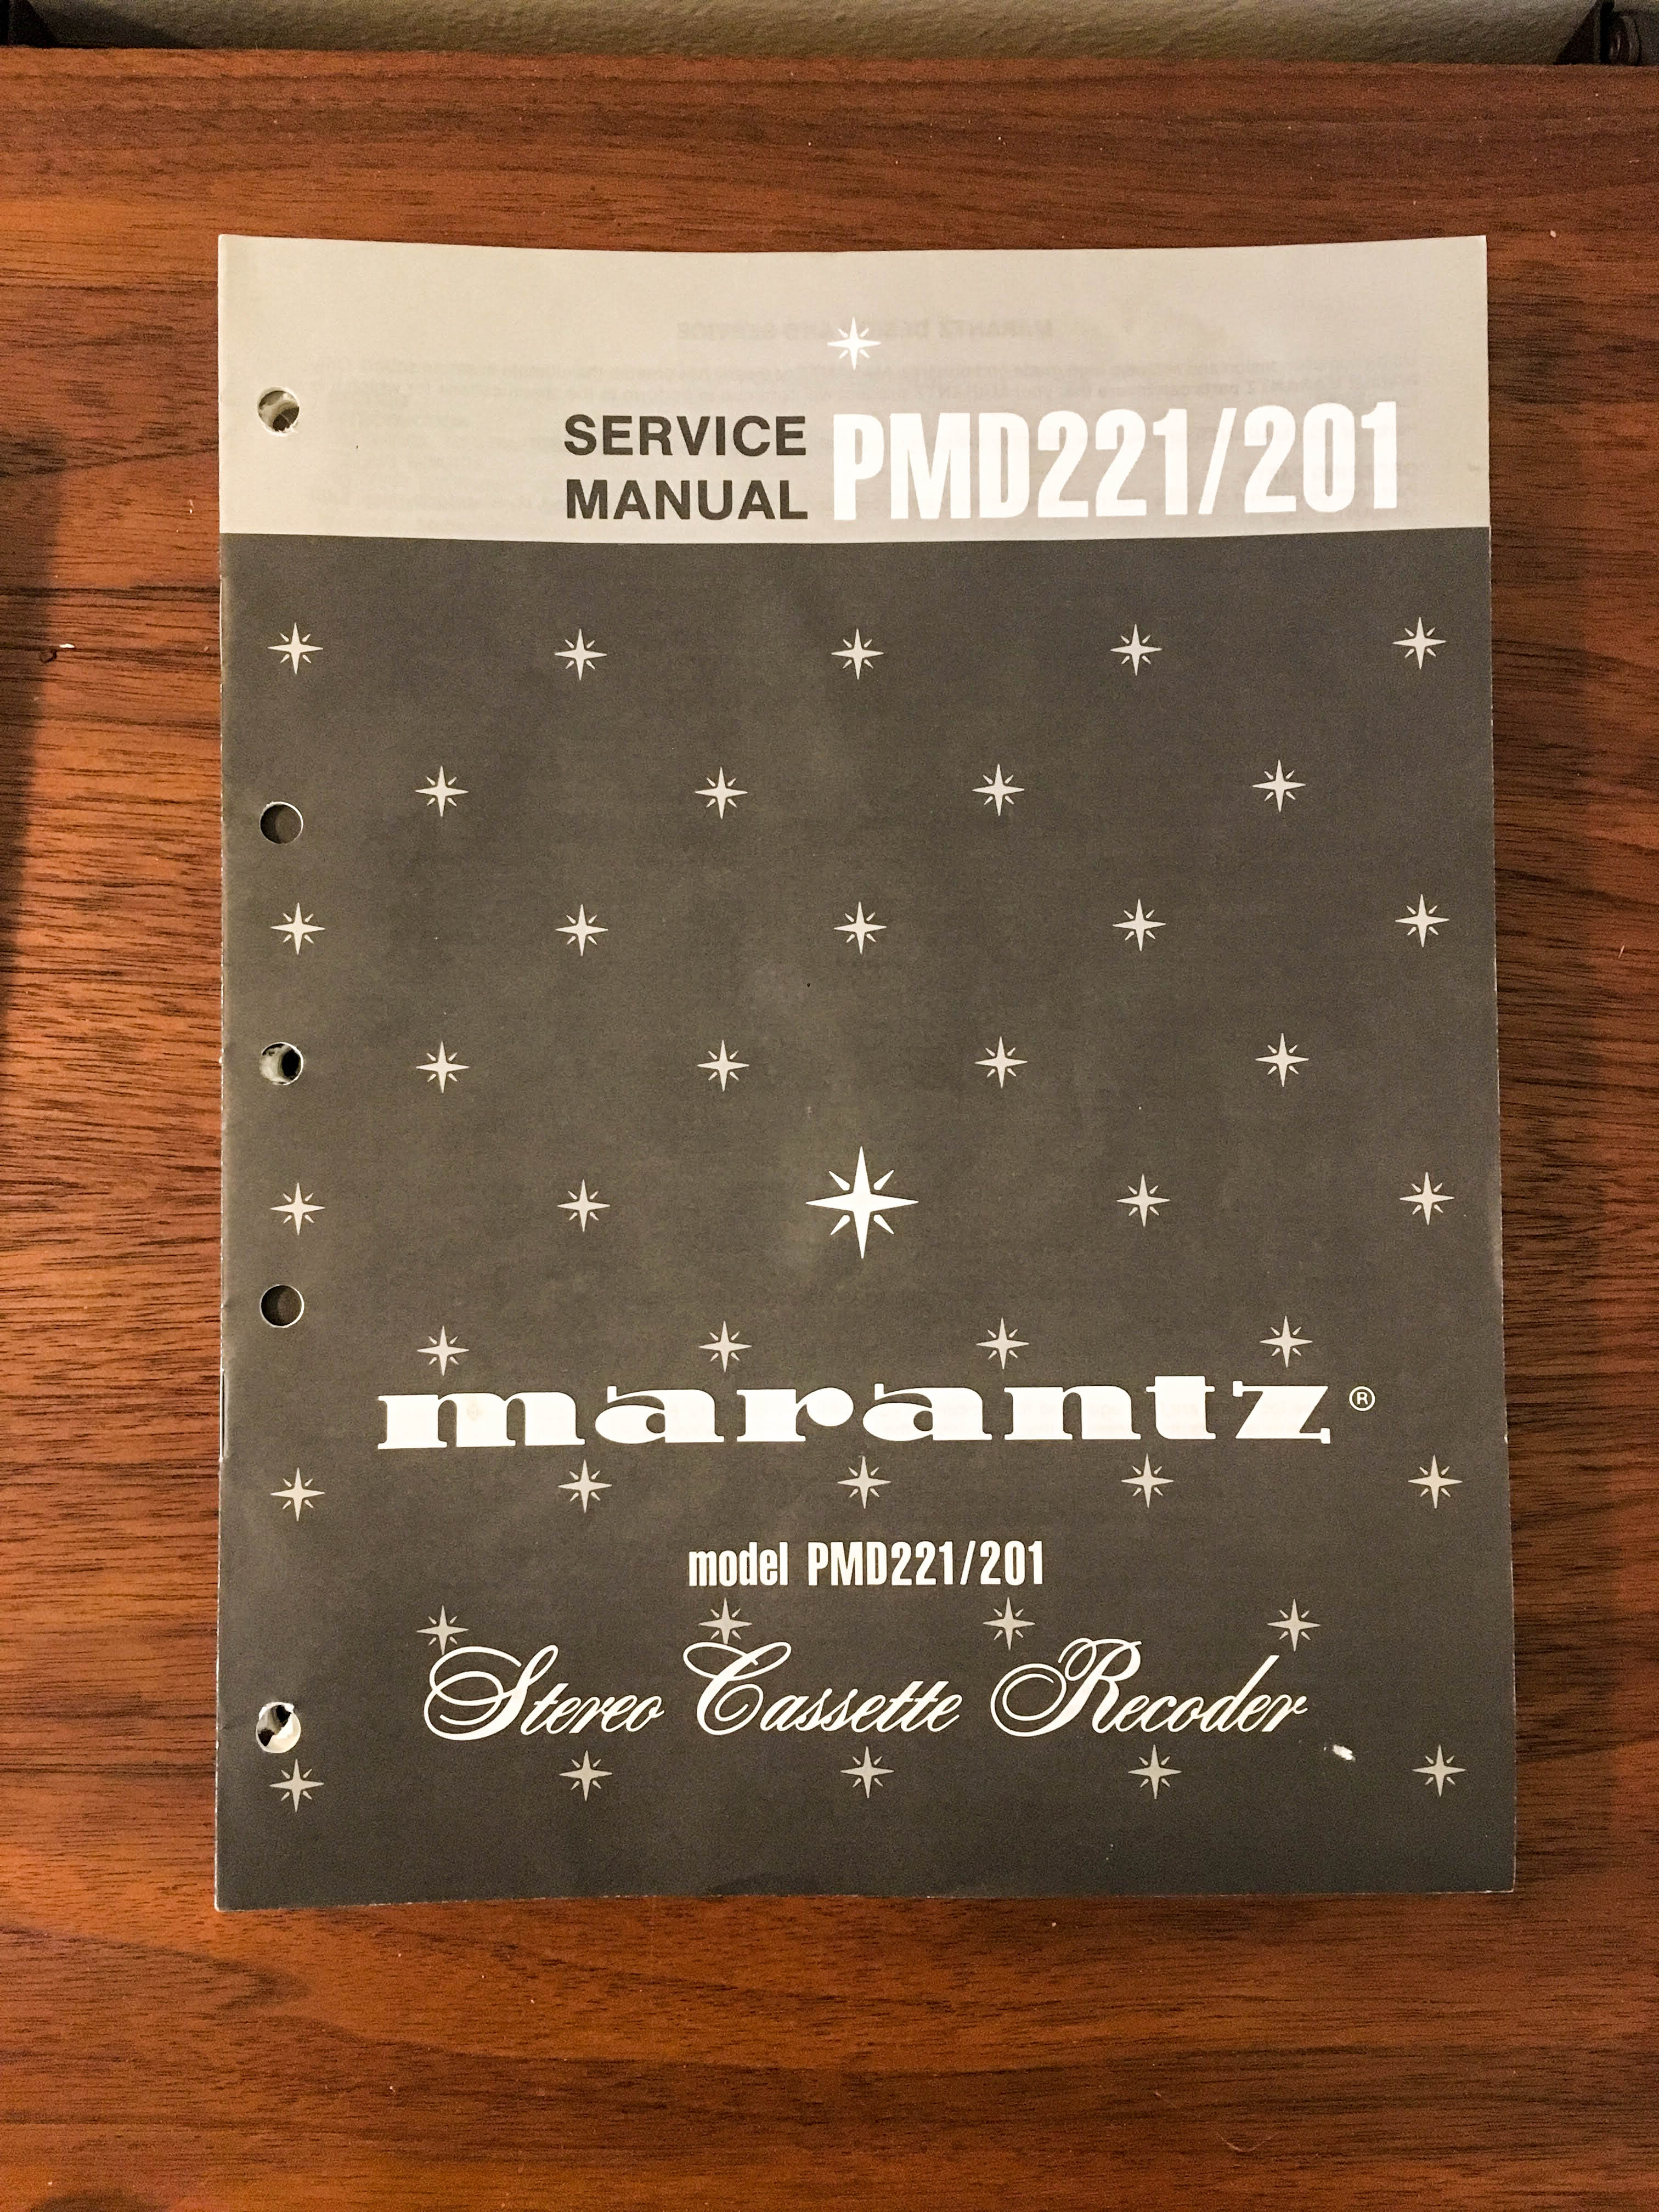 SERVICE
MANUAL PMD221/201
marantz®
model PMD221/201
Stereo Cassette Recoder